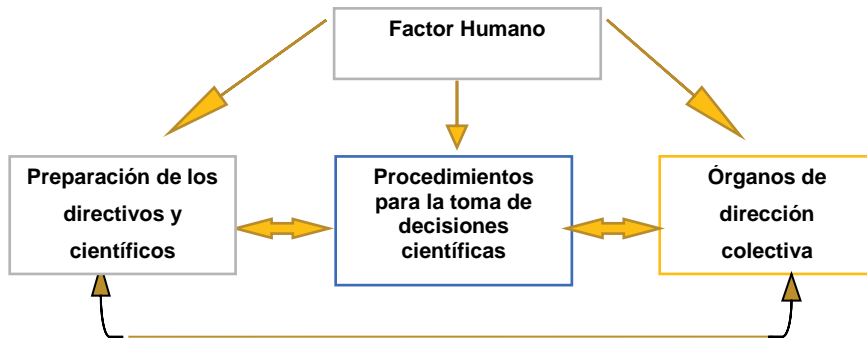 Factor Humano
Preparación de los
directivos y
científicos
Procedimientos
para la toma de
decisiones
científicas
Órganos de
dirección
colectiva